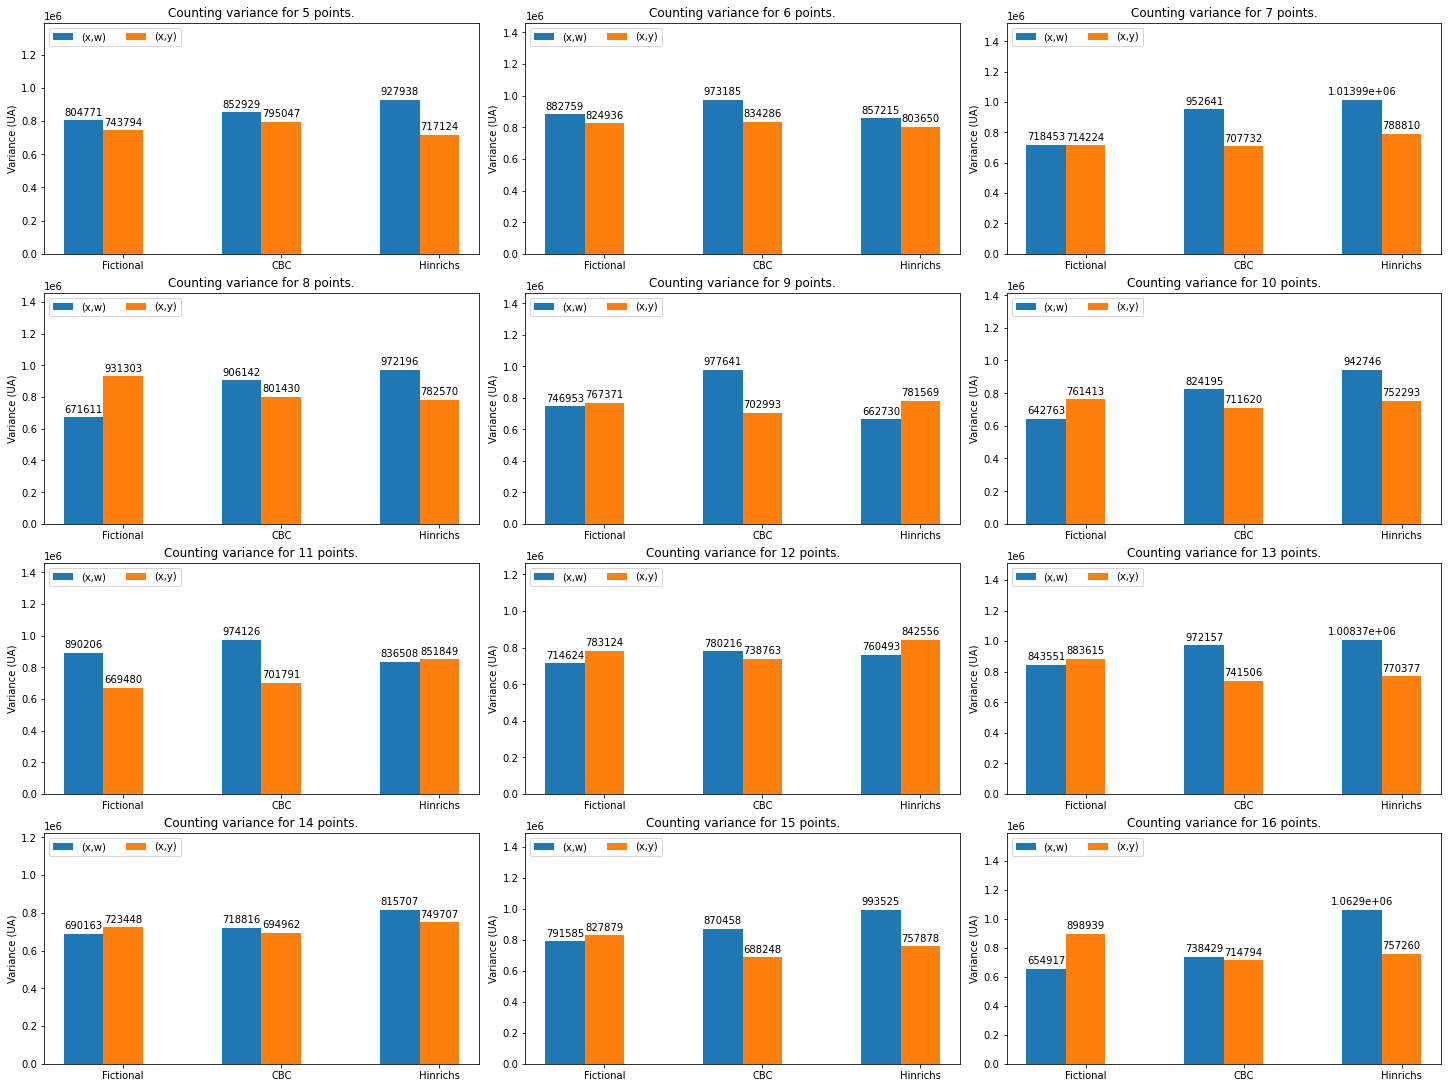 Counting variance for 5 points.
1e6
(x,w) (x,y)
Variance (UA)
1.2
1.0
0.8
0.6
0.4
0.2
0.0
804771 743794 852929 795047 927938 717124
Fictional CBC Hinrichs
Counting variance for 6 points.
1e6
(x,w) (x,y)
Variance (UA)
1.4
1.2
1.0
0.8
0.6
0.4
0.2
0.0
882759 824936 973185 834286 857215 803650
Fictional CBC Hinrichs
Counting variance for 7 points.
1e6
(x,w) (x,y)
Variance (UA)
1.4
1.2
1.0
0.8
0.6
0.4
0.2
0.0
718453 714224 952641 707732 1.01399e+06 788810
Fictional CBC Hinrichs
Counting variance for 8 points.
1e6
(x,w) (x,y)
Variance (UA)
1.4
1.2
1.0
0.8
0.6
0.4
0.2
0.0
671611 931303 906142 801430 972196 782570
Fictional CBC Hinrichs
Counting variance for 9 points.
1e6
(x,w) (x,y)
Variance (UA)
1.4
1.2
1.0
0.8
0.6
0.4
0.2
0.0
746953 767371 977641 702993 662730 781569
Fictional CBC Hinrichs
Counting variance for 10 points.
1e6
(x,w) (x,y)
Variance (UA)
1.4
1.2
1.0
0.8
0.6
0.4
0.2
0.0
642763 761413 824195 711620 942746 752293
Fictional CBC Hinrichs
Counting variance for 11 points.
1e6
(x,w) (x,y)
Variance (UA)
1.4
1.2
1.0
0.8
0.6
0.4
0.2
0.0
890206 669480 974126 701791 836508 851849
Fictional CBC Hinrichs
Counting variance for 12 points.
1e6
(x,w) (x,y)
Variance (UA)
1.2
1.0
0.8
0.6
0.4
0.2
0.0
714624 783124 780216 738763 760493 842556
Fictional CBC Hinrichs
Counting variance for 13 points.
1e6
(x,w) (x,y)
Variance (UA)
1.4
1.2
1.0
0.8
0.6
0.4
0.2
0.0
843551 883615 972157 741506 1.00837e+06 770377
Fictional CBC Hinrichs
Counting variance for 14 points.
1e6
(x,w) (x,y)
Variance (UA)
1.2
1.0
0.8
0.6
0.4
0.2
0.0
690163 723448 718816 694962 815707 749707
Fictional CBC Hinrichs
Counting variance for 15 points.
1e6
(x,w) (x,y)
Variance (UA)
1.4
1.2
1.0
0.8
0.6
0.4
0.2
0.0
791585 827879 870458 688248 993525 757878
Fictional CBC Hinrichs
Counting variance for 16 points.
1e6
(x,w) (x,y)
Variance (UA)
1.4
1.2
1.0
0.8
0.6
0.4
0.2
0.0
654917 898939 738429 714794 1.0629e+06 757260
Fictional CBC Hinrichs